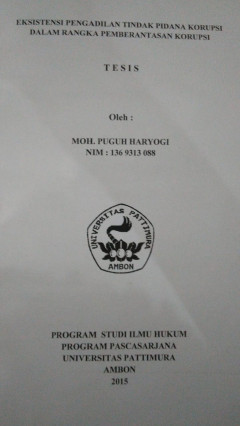 EKSISTENSI PENGADILAN TINDAK PIDANA KORUPSI
DALAM RANGKA PEMBERANTASAN KORUPSI
TESIS
Oleh :
MOH. PUGUH HARYOGI
NIM : 136 9313 088
UNIVERSITAS PATTIMURA
AMBON
PROGRAM STUDI ILMU HUKUM
PROGRAM PASCASARJANA
UNIVERSITAS PATTIMURA
AMBON
2015